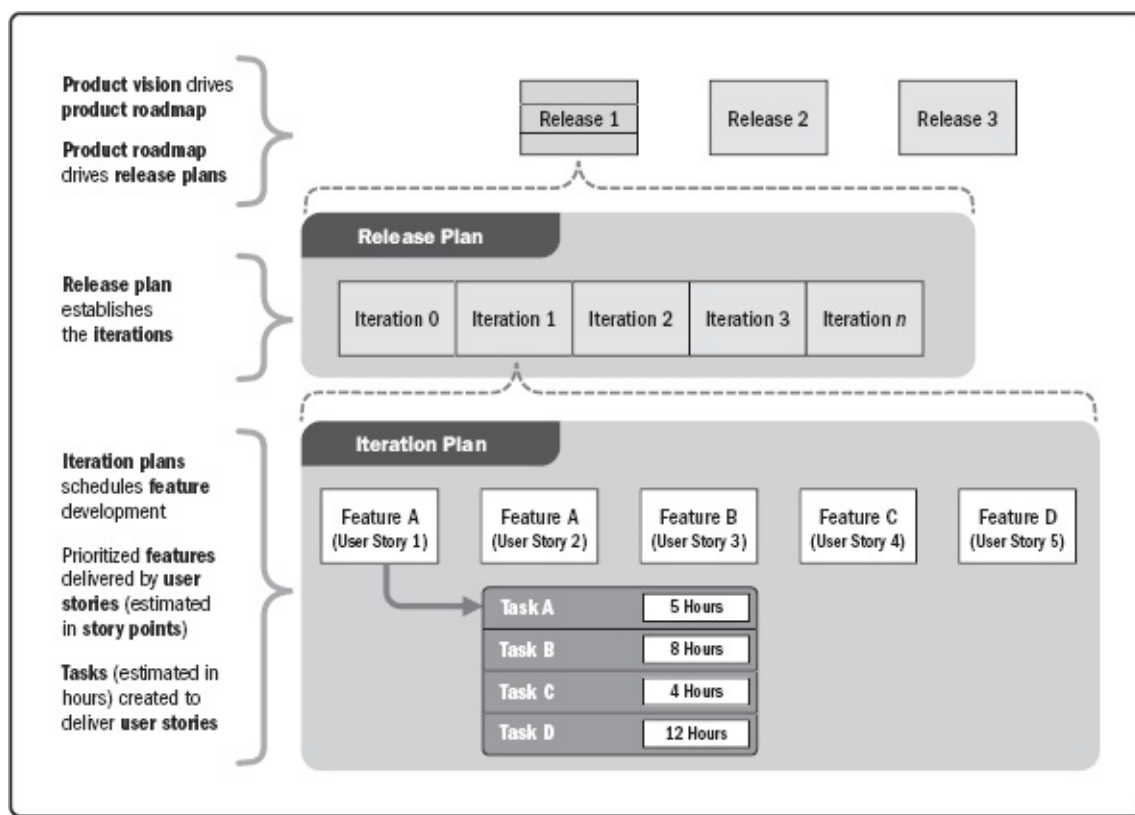 Product vision drives
product roadmap
Product roadmap
drives release plans
Release 1
Release 2
Release 3
Release Plan
Release plan
establishes
the iterations
Iteration 0
Iteration 1
Iteration 2
Iteration 3
Iteration n
Iteration Plan
Iteration plans
schedules feature
development
Prioritized features
delivered by user
stories (estimated
in story points)
Tasks (estimated in
hours) created to
deliver user stories
Feature A
(User Story 1)
Feature A
(User Story 2)
Feature B
(User Story 3)
Feature C
(User Story 4)
Feature D
(User Story 5)
Task A
5 Hours
Task B
8 Hours
Task C
4 Hours
Task D
12 Hours